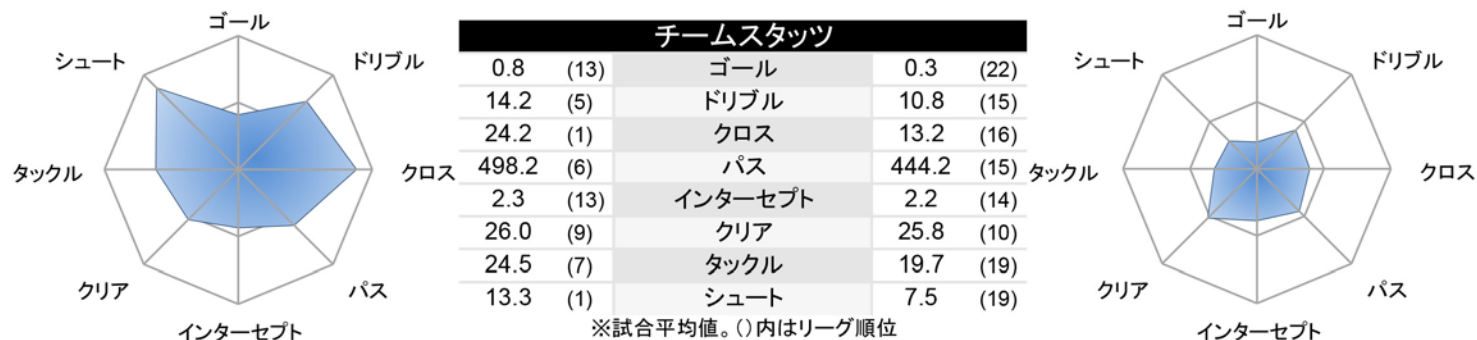 ゴール
ドリブル
クロス
パス
インターセプト
クリア
タックル
シュート
チームスタッツ
0.8 (13) ゴール 0.3 (22)
14.2 (5) ドリブル 10.8 (15)
24.2 (1) クロス 13.2 (16)
498.2 (6) パス 444.2 (15)
2.3 (13) インターセプト 2.2 (14)
26.0 (9) クリア 25.8 (10)
24.5 (7) タックル 19.7 (19)
13.3 (1) シュート 7.5 (19)
※試合平均値。()内はリーグ順位
ゴール
ドリブル
クロス
パス
インターセプト
クリア
タックル
シュート